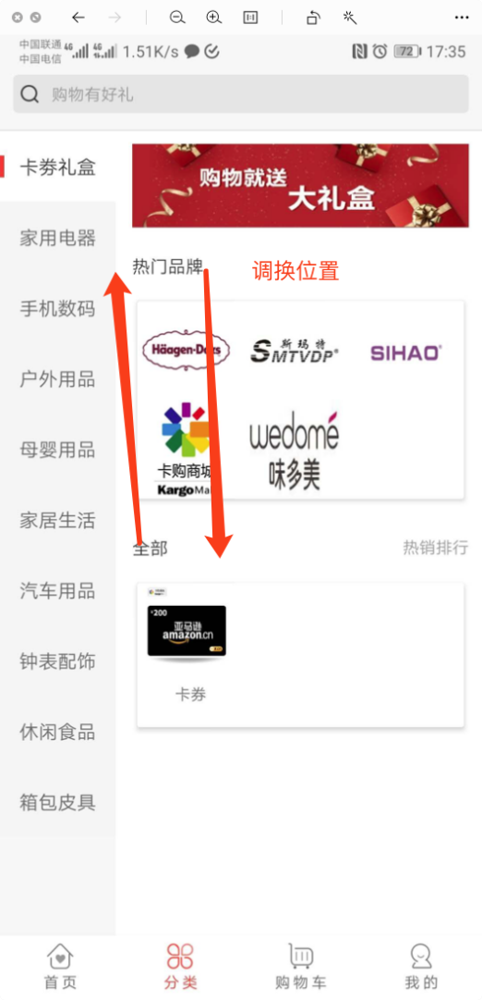 中国联通 4G 4G 1.51K/s 72 17:35
中国电信
购物有好礼
卡券礼盒
家用电器
手机数码
户外用品
母婴用品
家居生活
汽车用品
钟表配饰
休闲食品
箱包皮具
购物就送
大礼盒
热门品牌
调换位置
Häagen-Dazs
斯玛特
SMTVDP
SIHAO
卡购商城
KargoMa
wedomé
味多美
全部 热销排行
¥200
亚马逊
amazon.cn
卡券
首页 分类 购物车 我的